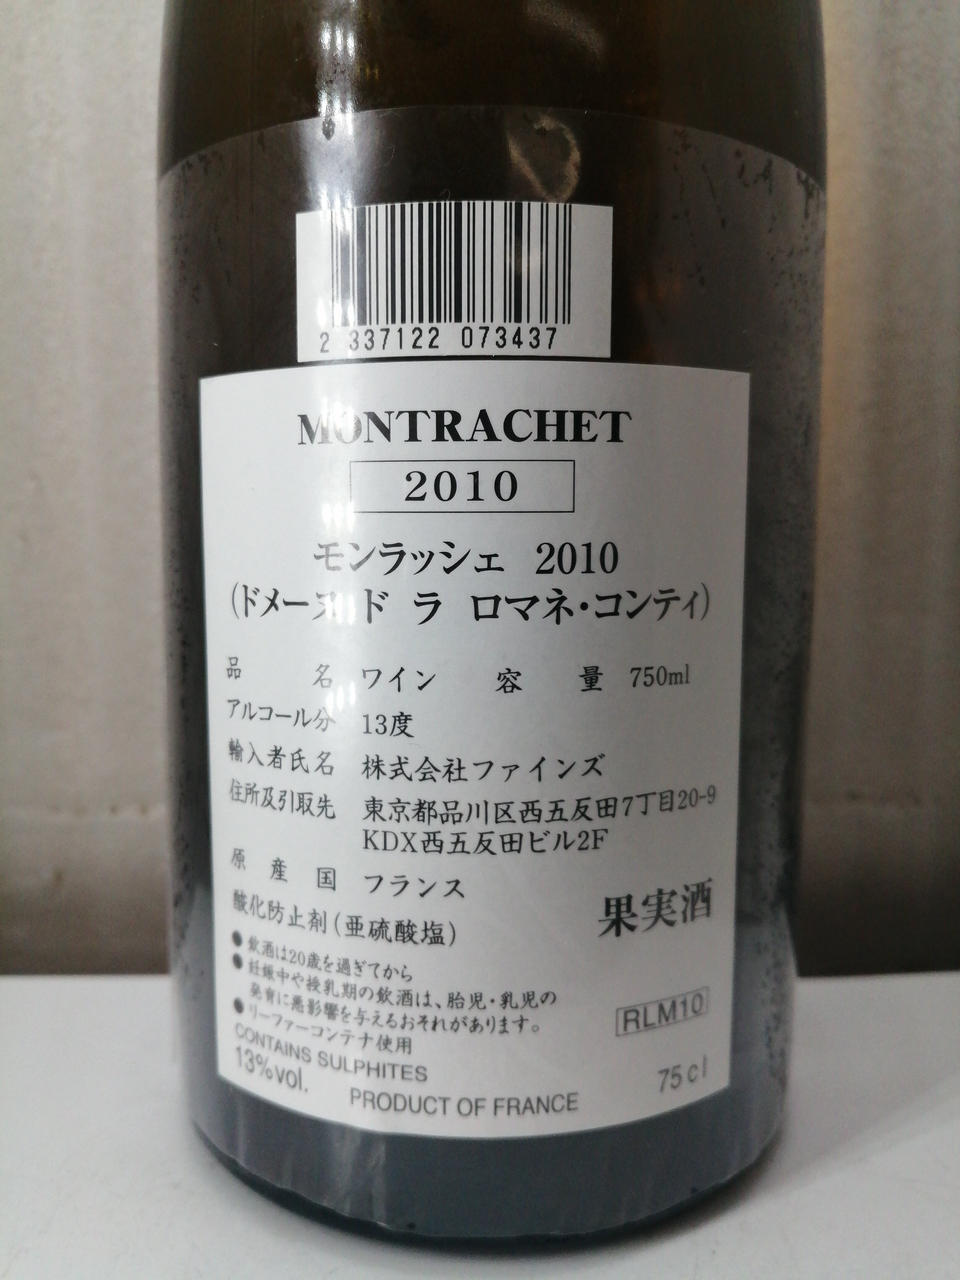 2 337122 073437
MONTRACHET
2010
モンラッシェ 2010
(ドメーヌ ド ラ ロマネ・コンティ)
品名 ワイン 容量 750ml
アルコール分 13度
輸入者氏名 株式会社ファインズ
住所及引取先 東京都品川区西五反田7丁目20-9
KDX西五反田ビル2F
原産国 フランス
酸化防止剤(亜硫酸塩)
果実酒
● 飲酒は20歳を過ぎてから
● 妊娠中や授乳期の飲酒は、胎児・乳児の
発育に悪影響を与えるおそれがあります。
● リーファーコンテナ使用
RLM10
CONTAINS SULPHITES
13%vol.
PRODUCT OF FRANCE
75cl